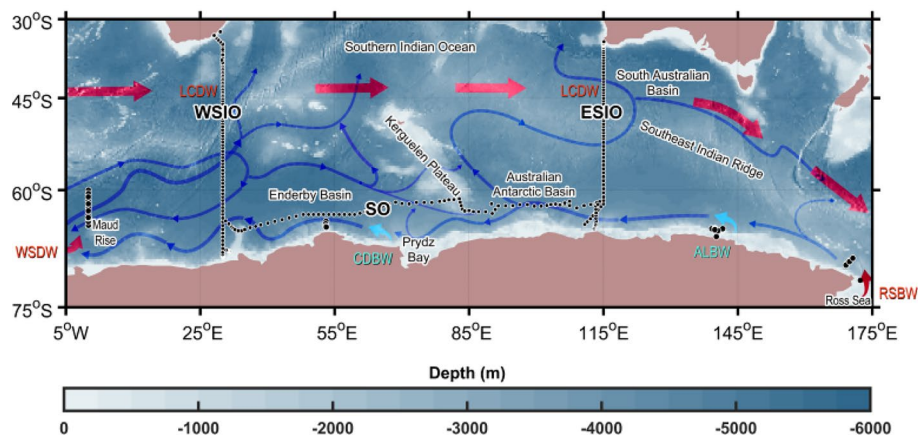 30°S
Southern Indian Ocean
LCDW
LCDW
South Australian
Basin
45°S
WSIO
ESIO
Kerguelen Plateau
Southeast Indian Ridge
60°S
Enderby Basin
Australian
Antarctic Basin
SO
Maud
Rise
WSDW
CDBW
Prydz
Bay
ALBW
RSBW
Ross Sea
75°S
5°W
25°E
55°E
85°E
115°E
145°E
175°E
Depth (m)
0
-1000
-2000
-3000
-4000
-5000
-6000